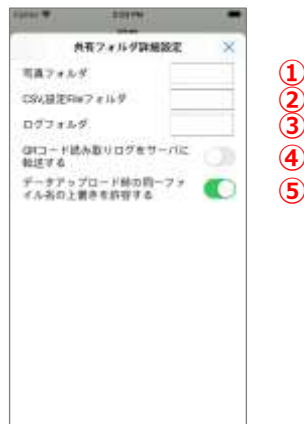 共有フォルダ詳細設定 ×
写真フォルダ ①
CSV,設定Fileフォルダ ②
ログフォルダ ③
QRコード読み取りログをサーバに
転送する ④
データアップロード時の同一ファ
イル名の上書きを許容する ⑤